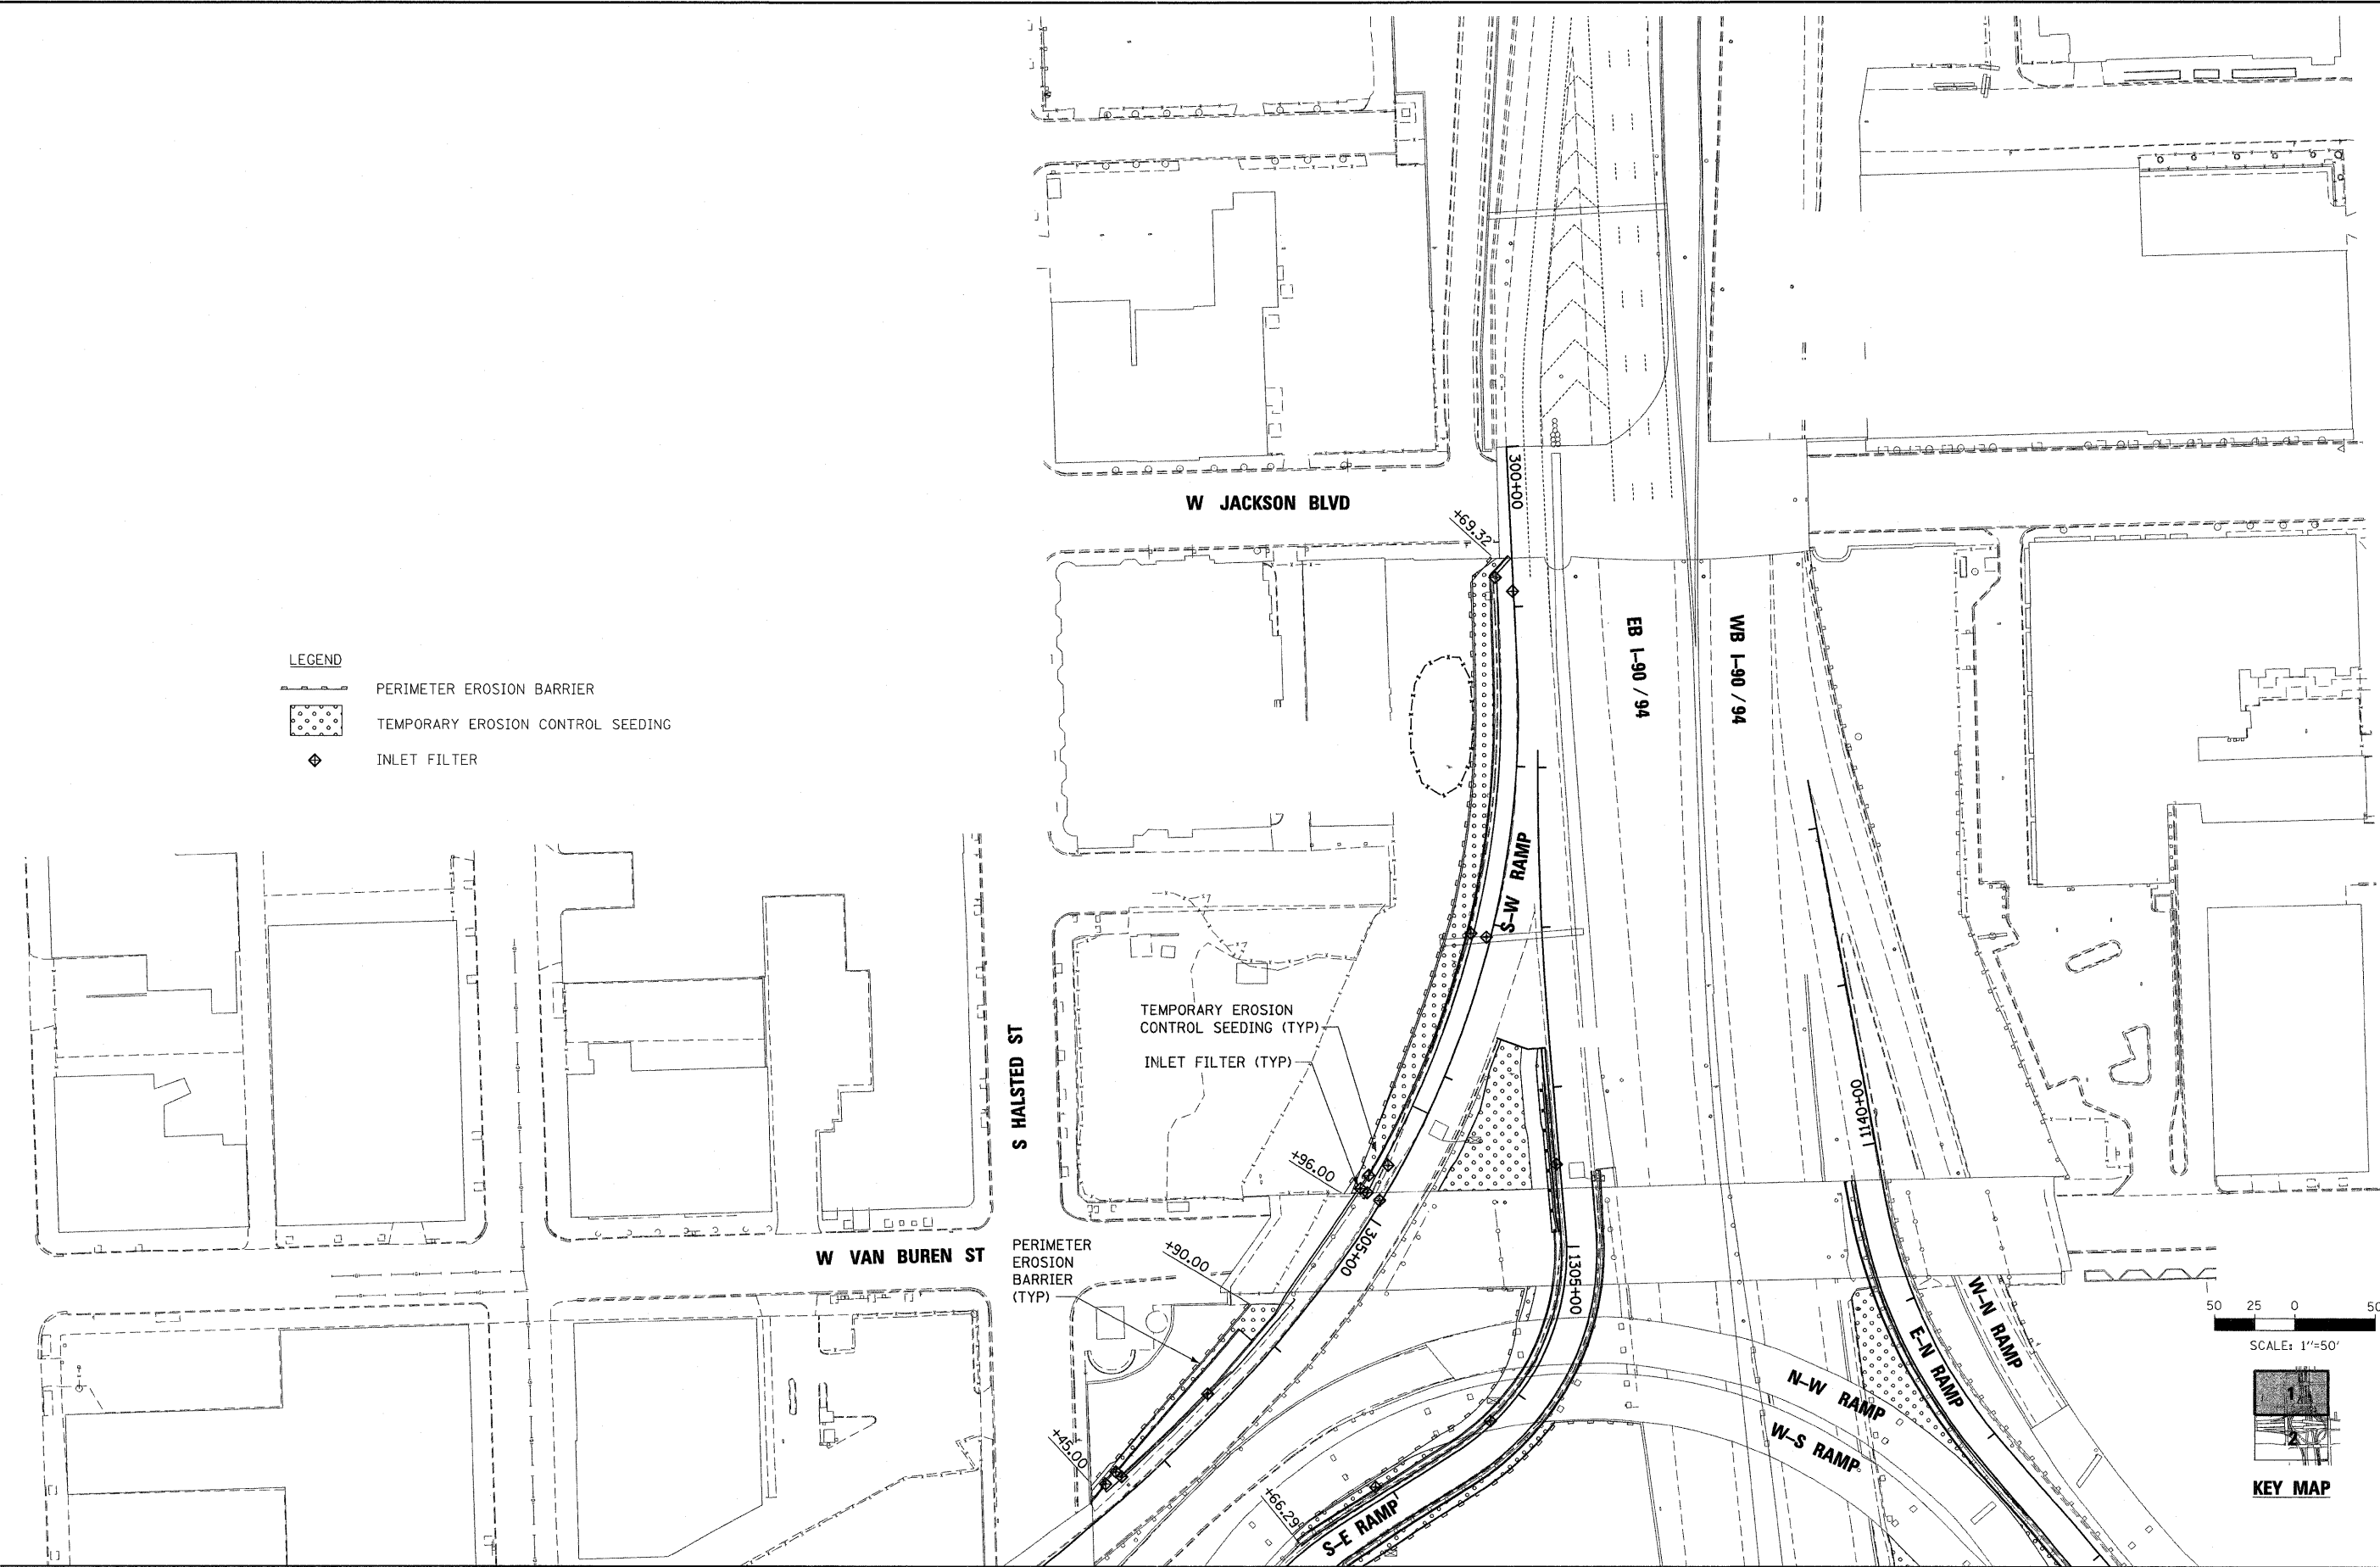 W JACKSON BLVD
300+00
+69.32
EB I-90 / 94
WB I-90 / 94
LEGEND
PERIMETER EROSION BARRIER
TEMPORARY EROSION CONTROL SEEDING
INLET FILTER
S-W RAMP
TEMPORARY EROSION
CONTROL SEEDING (TYP)
INLET FILTER (TYP)
S HALSTED ST
1140+00
+96.00
305+00
W VAN BUREN ST
PERIMETER
EROSION
BARRIER
(TYP)
+90.00
1305+00
W-N RAMP
E-N RAMP
N-W RAMP
W-S RAMP
50 25 0 50
SCALE: 1"=50'
1
2
KEY MAP
+45.00
+66.29
S-E RAMP